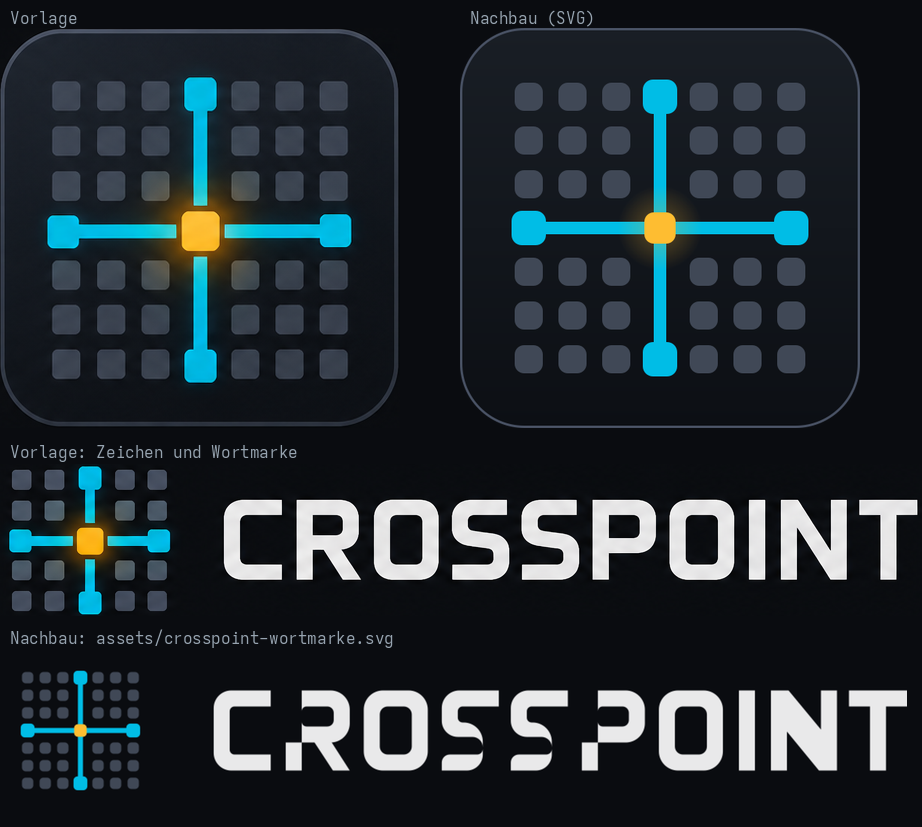 Vorlage
Nachbau (SVG)
Vorlage: Zeichen und Wortmarke
CROSSPOINT
Nachbau: assets/crosspoint-wortmarke.svg
CROSSPOINT